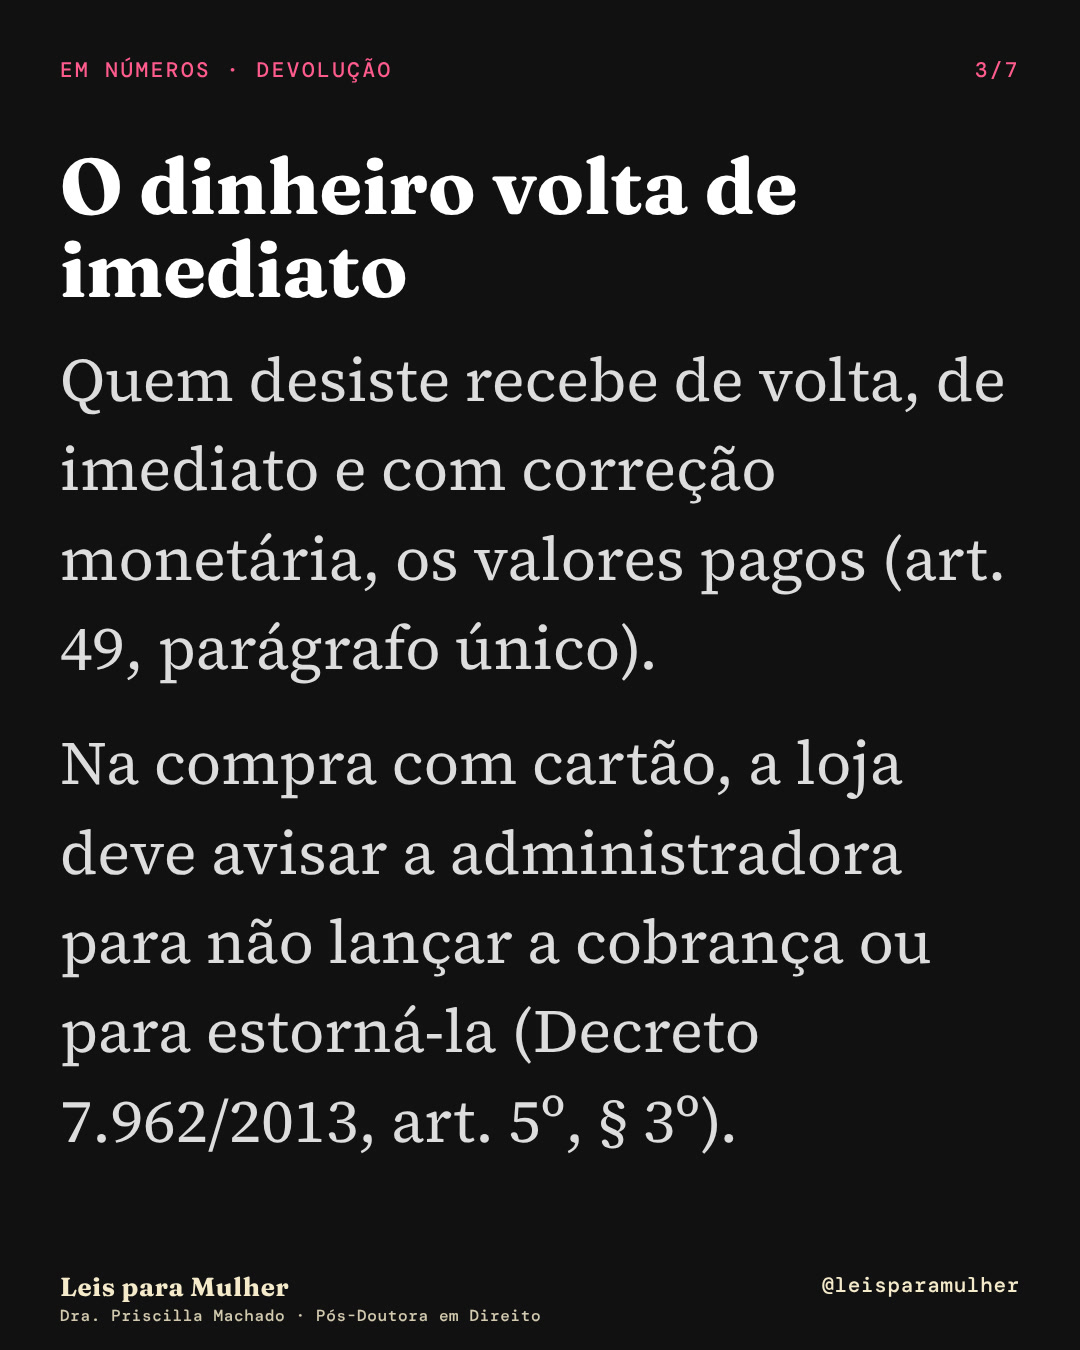 EM NÚMEROS · DEVOLUÇÃO
3/7
O dinheiro volta de
imediato
Quem desiste recebe de volta, de
imediato e com correção
monetária, os valores pagos (art.
49, parágrafo único).
Na compra com cartão, a loja
deve avisar a administradora
para não lançar a cobrança ou
para estorná-la (Decreto
7.962/2013, art. 5º, § 3º).
Leis para Mulher
@leisparamulher
Dra. Priscilla Machado · Pós-Doutora em Direito